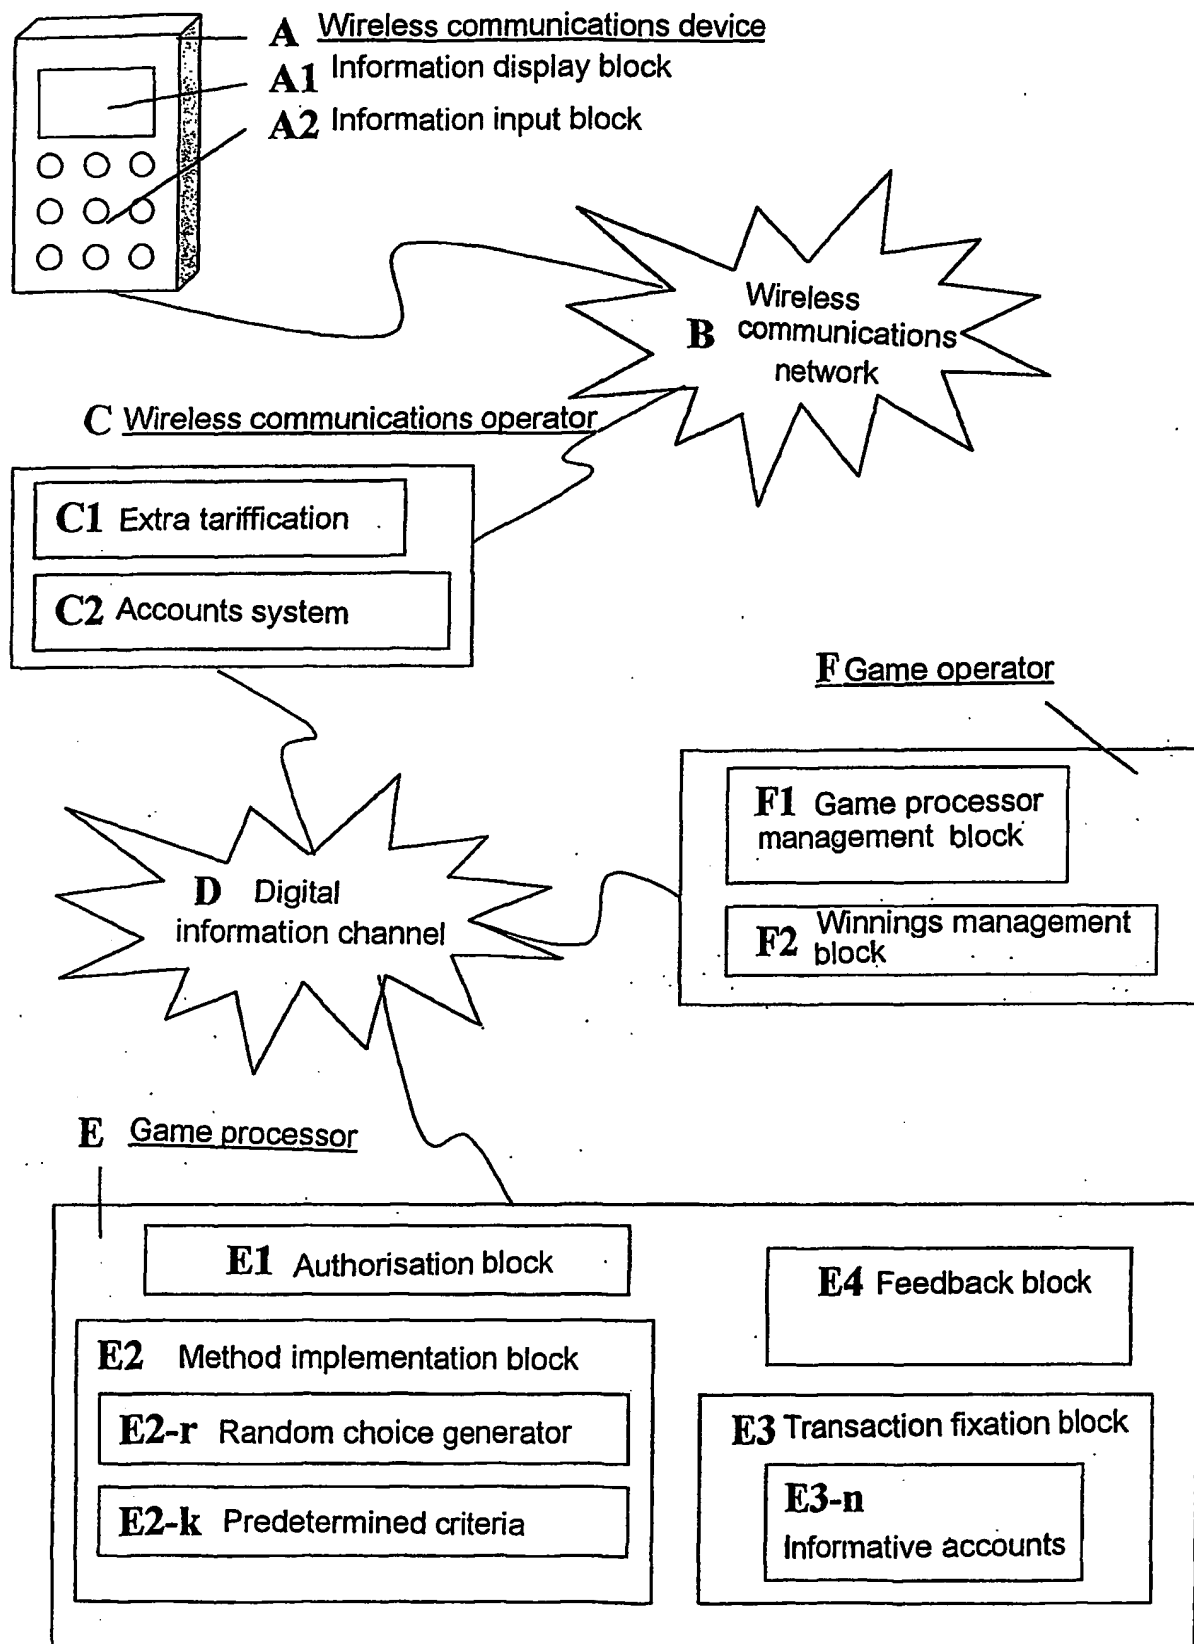 A Wireless communications device
A1 Information display block
A2 Information input block
Wireless
B communications
network
C Wireless communications operator
C1 Extra tariffication
C2 Accounts system
F Game operator
F1 Game processor
management block
F2 Winnings management
block
D Digital
information channel
E Game processor
E1 Authorisation block
E4 Feedback block
E2 Method implementation block
E2-r Random choice generator
E2-k Predetermined criteria
E3 Transaction fixation block
E3-n
Informative accounts